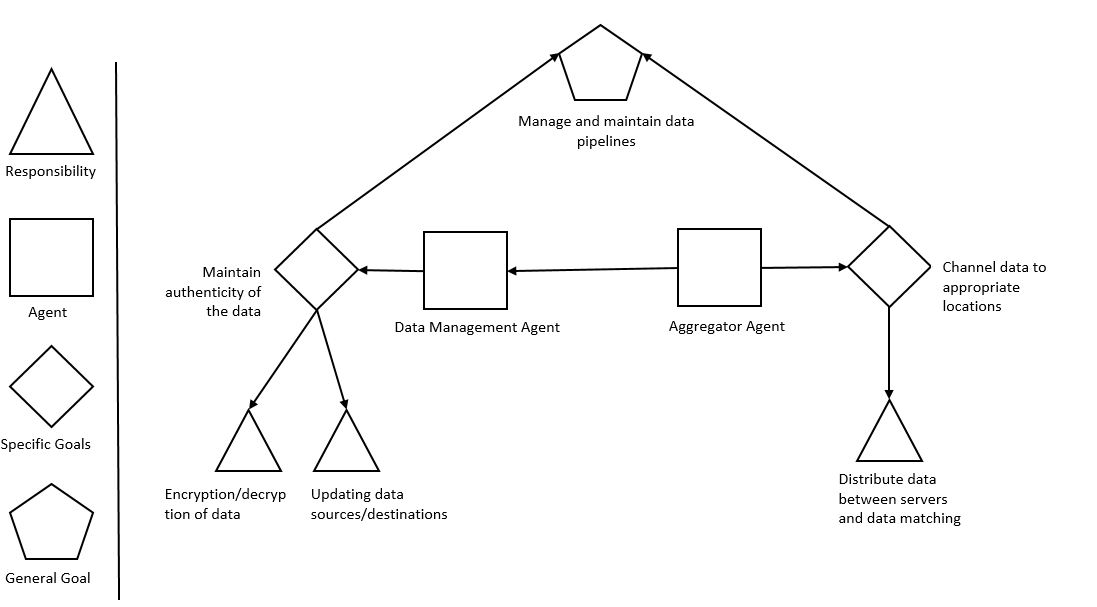 Responsibility
Agent
Specific Goals
General Goal
Manage and maintain data
pipelines
Maintain
authenticity of
the data
Data Management Agent
Aggregator Agent
Channel data to
appropriate
locations
Encryption/decryp
tion of data
Updating data
sources/destinations
Distribute data
between servers
and data matching